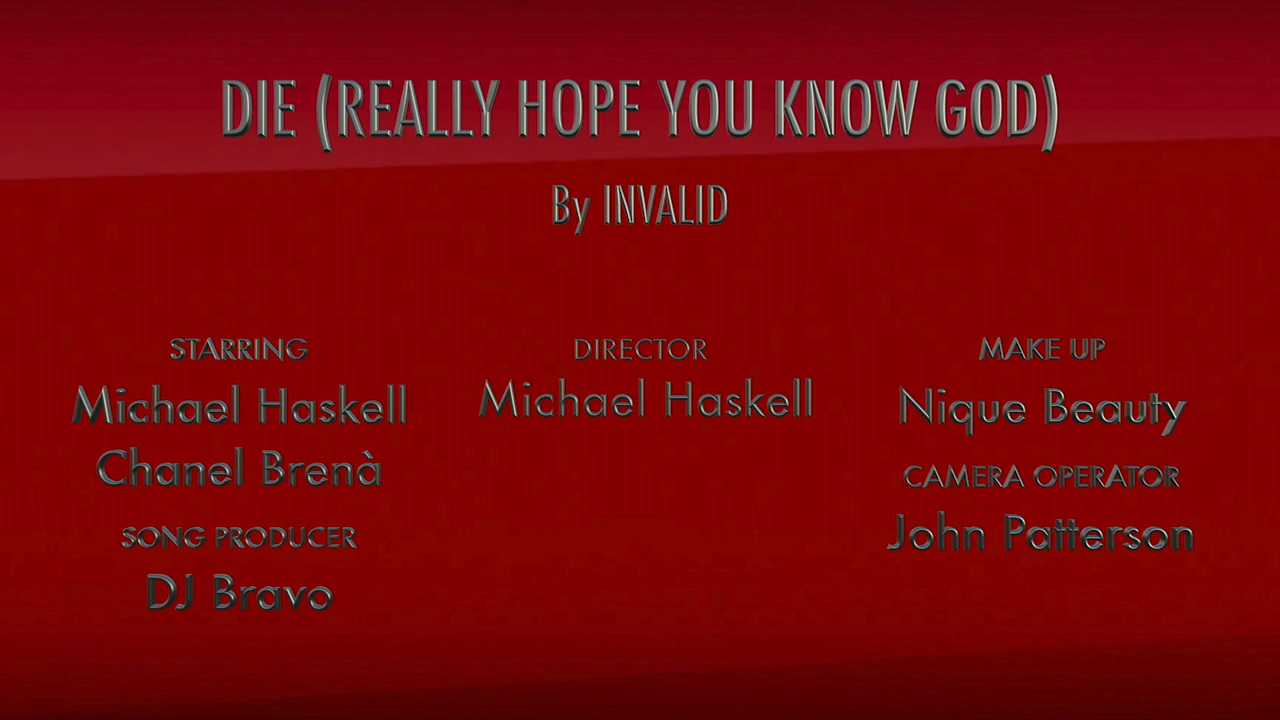 DIE (REALLY HOPE YOU KNOW GOD)
By INVALID
STARRING
Michael Haskell
Chanel Brenà
SONG PRODUCER
DJ Bravo
DIRECTOR
Michael Haskell
MAKE UP
Nique Beauty
CAMERA OPERATOR
John Patterson